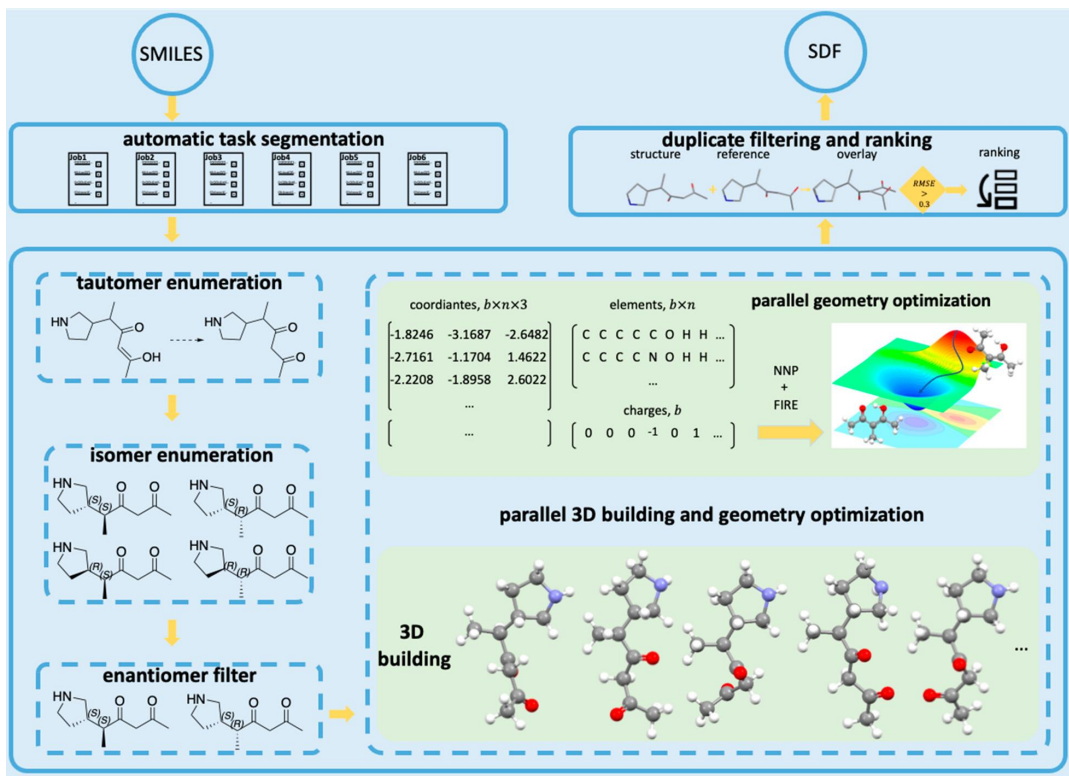 SMILES
SDF
automatic task segmentation
Job1 Job2 Job3 Job4 Job5 Job6
duplicate filtering and ranking
structure reference overlay ranking
+
RMSE
>
0.3
tautomer enumeration
HN O OH
HN O O
isomer enumeration
HN (S) (S) O O
HN (S) (R) O O
HN (R) (S) O O
HN (R) (R) O O
enantiomer filter
HN (S) (S) O O
HN (S) (R) O O
coordiantes, b×n×3
-1.8246 -3.1687 -2.6482
-2.7161 -1.1704 1.4622
-2.2208 -1.8958 2.6022
...
...
elements, b×n
C C C C C O H H ...
C C C C N O H H ...
...
charges, b
0 0 0 -1 0 1 ...
NNP
+
FIRE
parallel geometry optimization
parallel 3D building and geometry optimization
3D
building
...